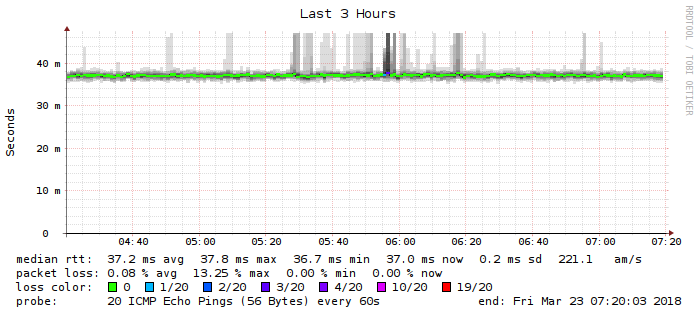 Last 3 Hours
RRDTOOL / TOBI OETIKER
Seconds
40 m
30 m
20 m
10 m
0
04:40 05:00 05:20 05:40 06:00 06:20 06:40 07:00 07:20
median rtt: 37.2 ms avg 37.8 ms max 36.7 ms min 37.0 ms now 0.2 ms sd 221.1 am/s
packet loss: 0.08 % avg 13.25 % max 0.00 % min 0.00 % now
loss color: 0 1/20 2/20 3/20 4/20 10/20 19/20
probe: 20 ICMP Echo Pings (56 Bytes) every 60s end: Fri Mar 23 07:20:03 2018